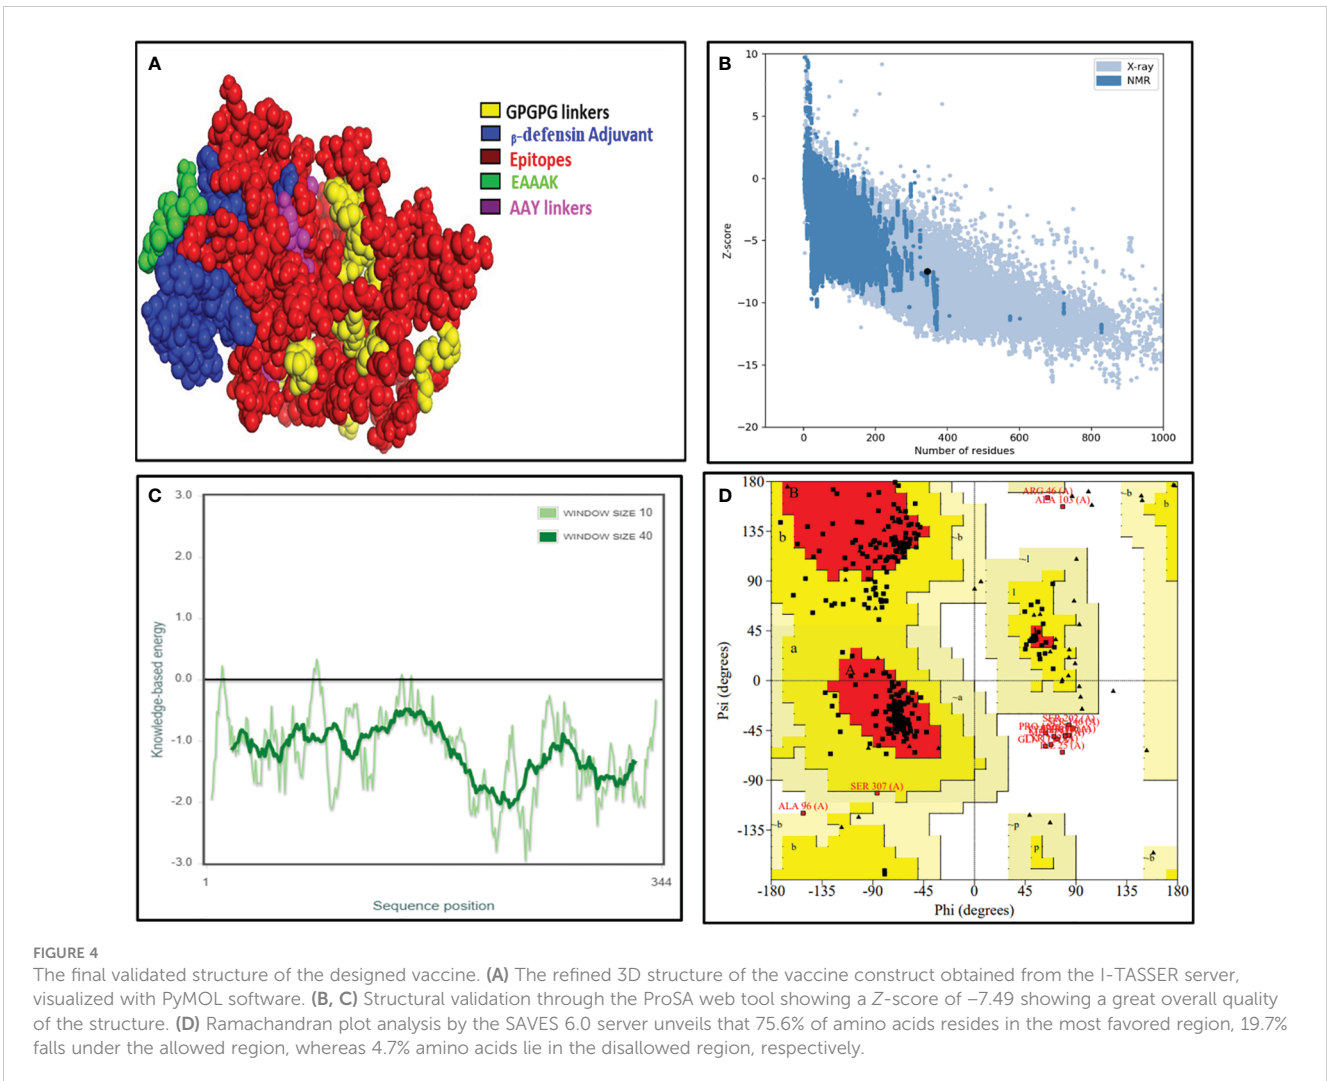 A
GPGPG linkers
β-defensin Adjuvant
Epitopes
EAAAK
AAY linkers
B
X-ray
NMR
10
5
0
−5
−10
−15
−20
Z-score
0 200 400 600 800 1000
Number of residues
C
WINDOW SIZE 10
WINDOW SIZE 40
3.0
2.0
1.0
0.0
-1.0
-2.0
-3.0
Knowledge-based energy
1 344
Sequence position
D
180
135
90
45
0
-45
-90
-135
Psi (degrees)
B
b
a
A
~b
~a
~l
l
~b
b
ARG 46 (A)
ALA 103 (A)
SER 307 (A)
ALA 96 (A)
~b
b
~p
p
~b
-180 -135 -90 -45 0 45 90 135 180
Phi (degrees)
FIGURE 4
The final validated structure of the designed vaccine. (A) The refined 3D structure of the vaccine construct obtained from the I-TASSER server,
visualized with PyMOL software. (B, C) Structural validation through the ProSA web tool showing a Z-score of –7.49 showing a great overall quality
of the structure. (D) Ramachandran plot analysis by the SAVES 6.0 server unveils that 75.6% of amino acids resides in the most favored region, 19.7%
falls under the allowed region, whereas 4.7% amino acids lie in the disallowed region, respectively.